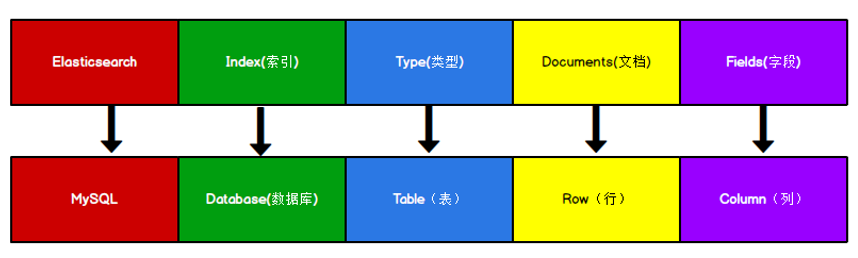 Elasticsearch
Index(索引)
Type(类型)
Documents(文档)
Fields(字段)
MySQL
Database(数据库)
Table（表）
Row（行）
Column（列）